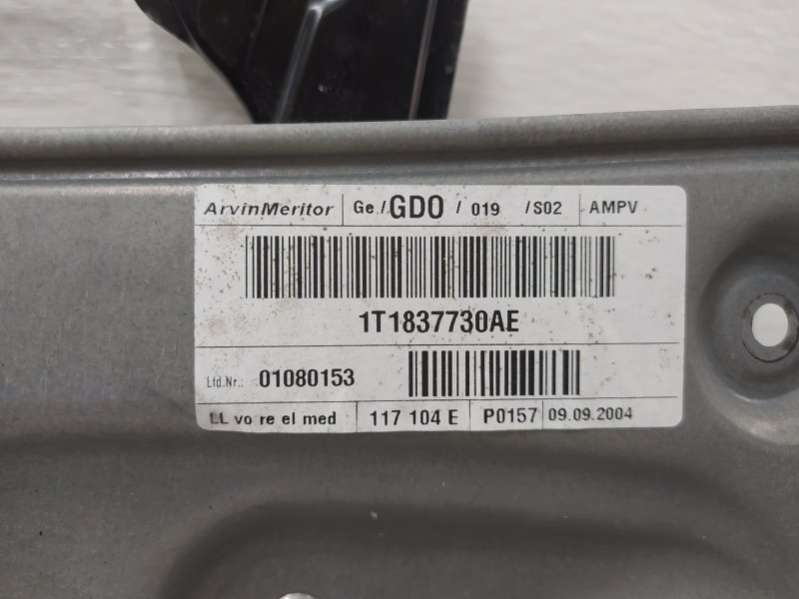 ArvinMeritor Ge/GDO/ 019 /S02 AMPV
1T1837730AE
Lfd.Nr.: 01080153
LL vo re el med 117 104 E P0157 09.09.2004